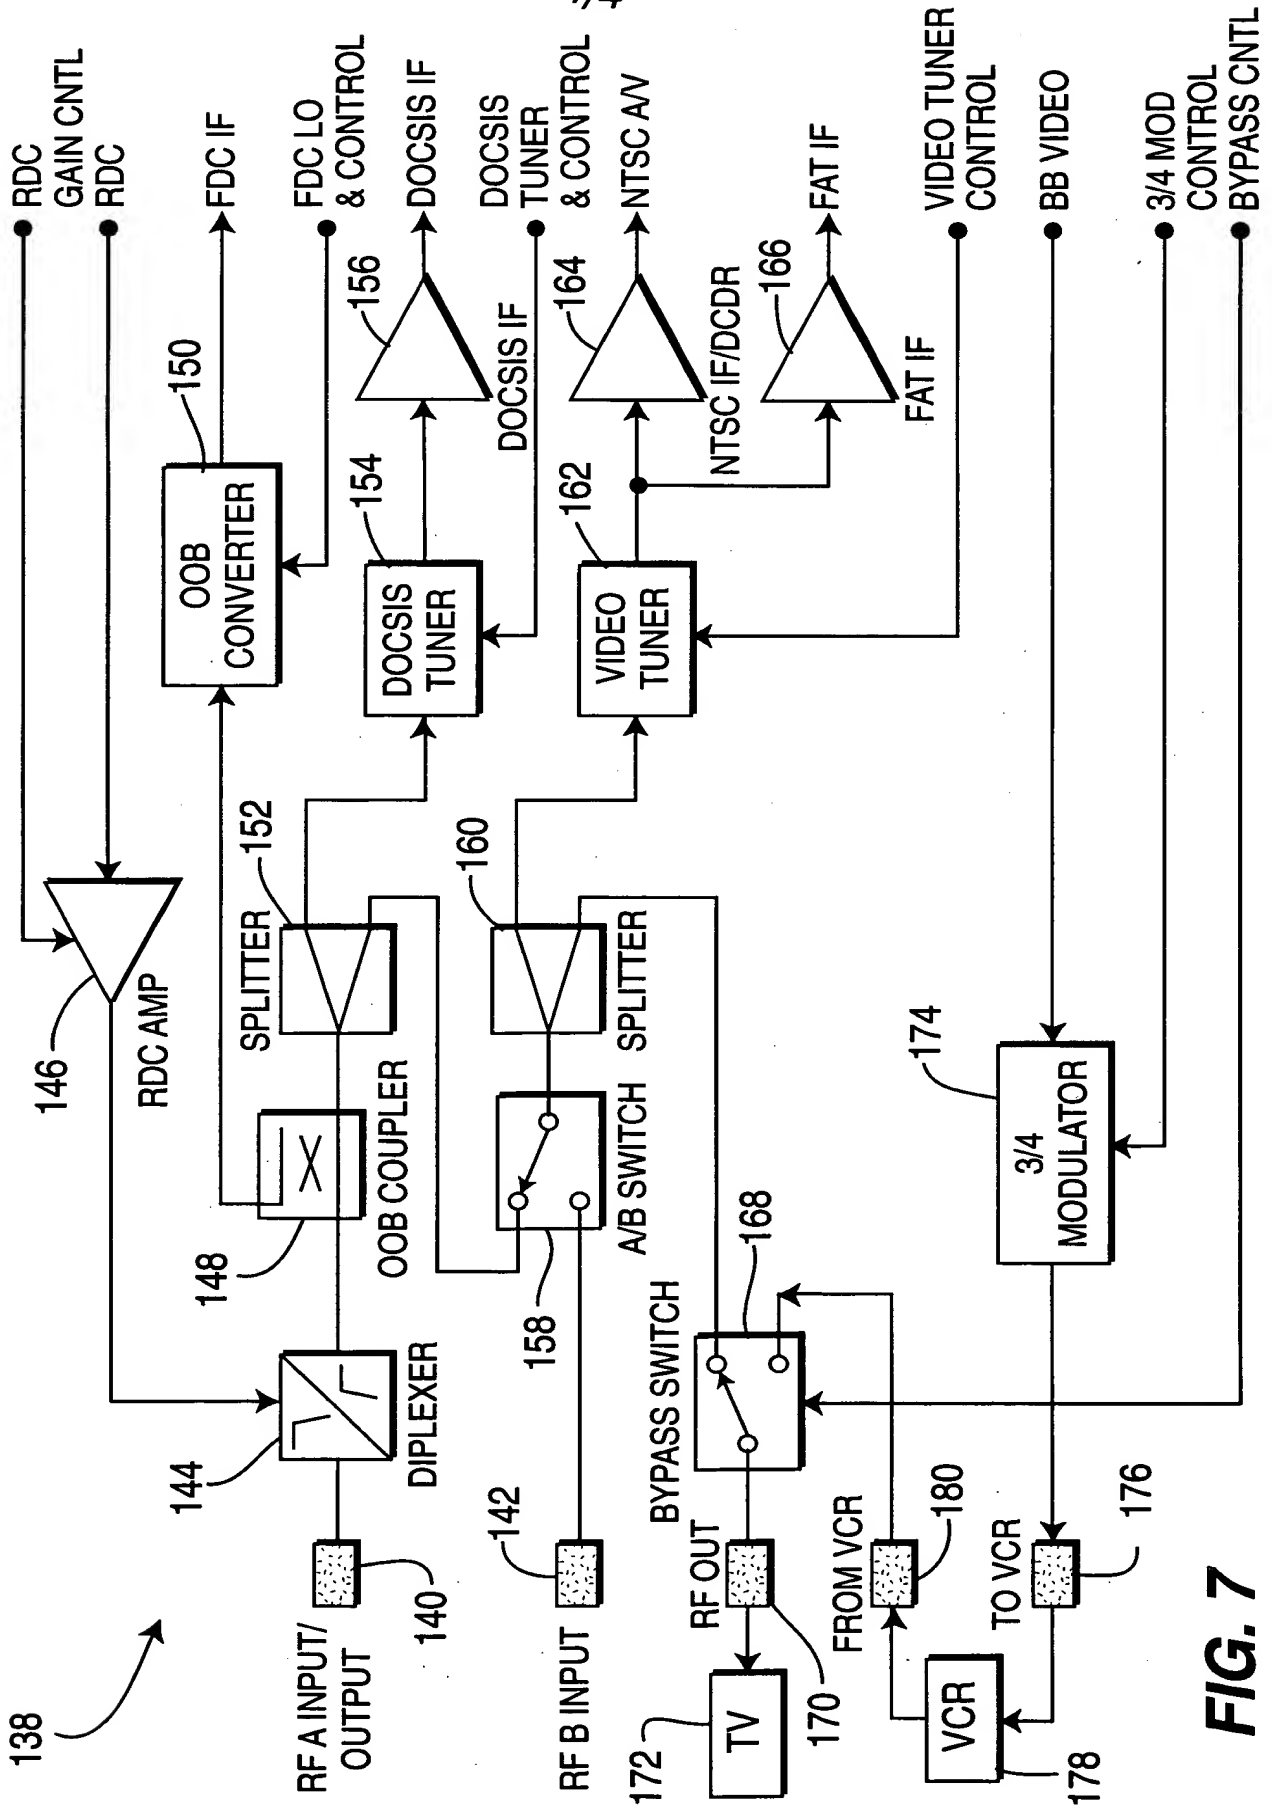 RDC
GAIN CNTL
RDC
FDC IF
FDC LO
& CONTROL
DOCSIS IF
DOCSIS
TUNER
& CONTROL
NTSC A/V
FAT IF
VIDEO TUNER
CONTROL
BB VIDEO
3/4 MOD
CONTROL
BYPASS CNTL
146
RDC AMP
150
OOB
CONVERTER
156
DOCSIS IF
154
DOCSIS
TUNER
164
NTSC IF/DCDR
166
FAT IF
162
VIDEO
TUNER
152
SPLITTER
160
SPLITTER
148
OOB COUPLER
158
A/B SWITCH
144
DIPLEXER
168
BYPASS SWITCH
174
3/4
MODULATOR
138
RF A INPUT/
OUTPUT
140
142
RF B INPUT
RF OUT
170
172
TV
FROM VCR
180
TO VCR
176
VCR
178
FIG. 7